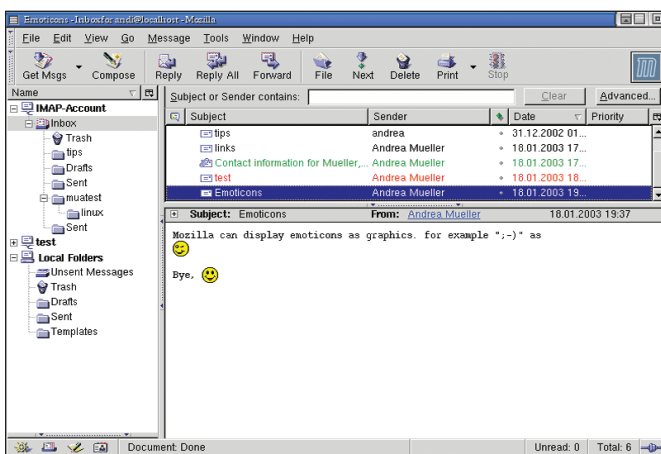 Emoticons - Inbox for andi@localhost - Mozilla
File Edit View Go Message Tools Window Help
Get Msgs Compose Reply Reply All Forward File Next Delete Print Stop
Name
IMAP-Account
Inbox
Trash
tips
Drafts
Sent
muatest
linux
Sent
test
Local Folders
Unsent Messages
Trash
Drafts
Sent
Templates
Subject or Sender contains: Clear Advanced...
Subject Sender Date Priority
tips andrea 31.12.2002 01...
links Andrea Mueller 18.01.2003 17...
Contact information for Mueller,... Andrea Mueller 18.01.2003 17...
test Andrea Mueller 18.01.2003 18...
Emoticons Andrea Mueller 18.01.2003 19...
Subject: Emoticons From: Andrea Mueller 18.01.2003 19:37
Mozilla can display emoticons as graphics. for example ";-)" as
Bye,
Document: Done Unread: 0 Total: 6